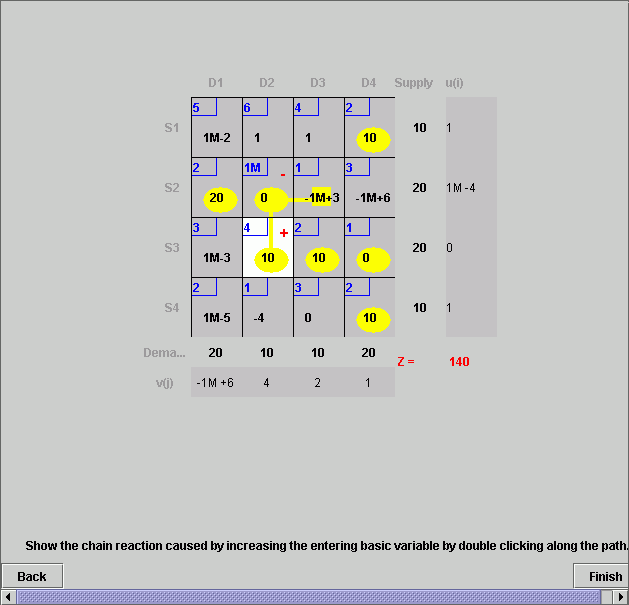 D1 D2 D3 D4 Supply u(i)
5 6 4 2
S1 1M-2 1 1 10 10 1
2 1M - 1 3
S2 20 0 -1M+3 -1M+6 20 1M -4
3 4 + 2 1
S3 1M-3 10 10 0 20 0
2 1 3 2
S4 1M-5 -4 0 10 10 1
Dema... 20 10 10 20
Z = 140
v(j) -1M +6 4 2 1
Show the chain reaction caused by increasing the entering basic variable by double clicking along the path.
Back Finish